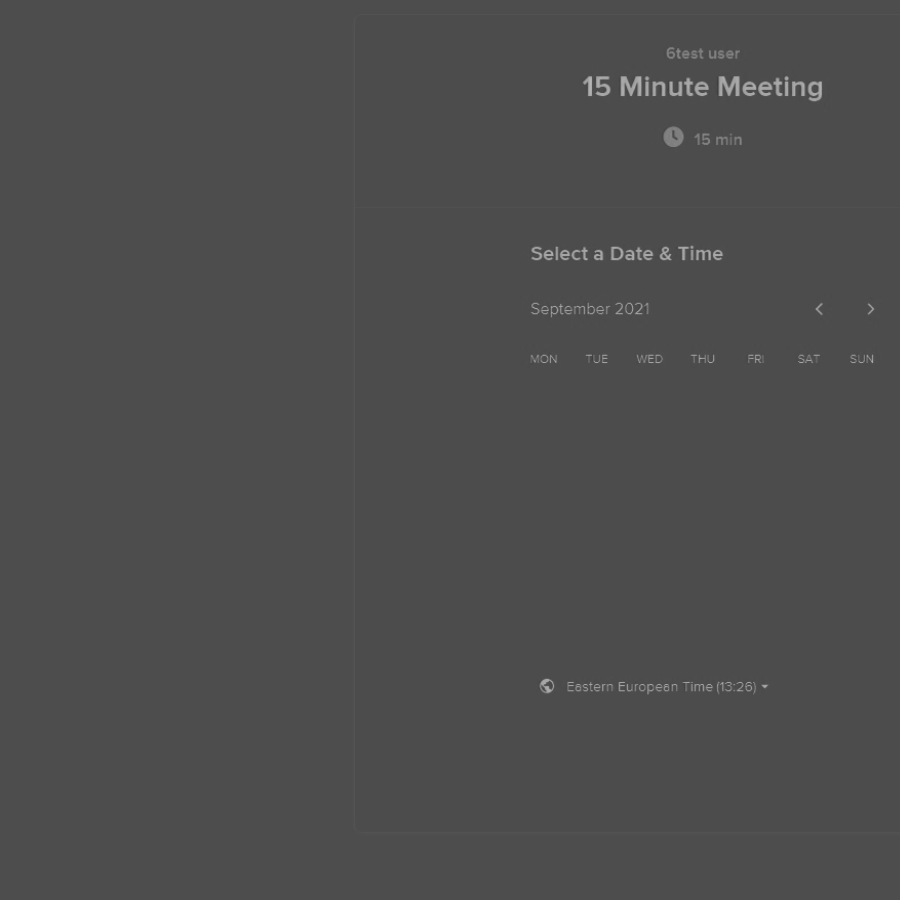 6test user
15 Minute Meeting
15 min
Select a Date & Time
September 2021
MON TUE WED THU FRI SAT SUN
Eastern European Time (13:26)